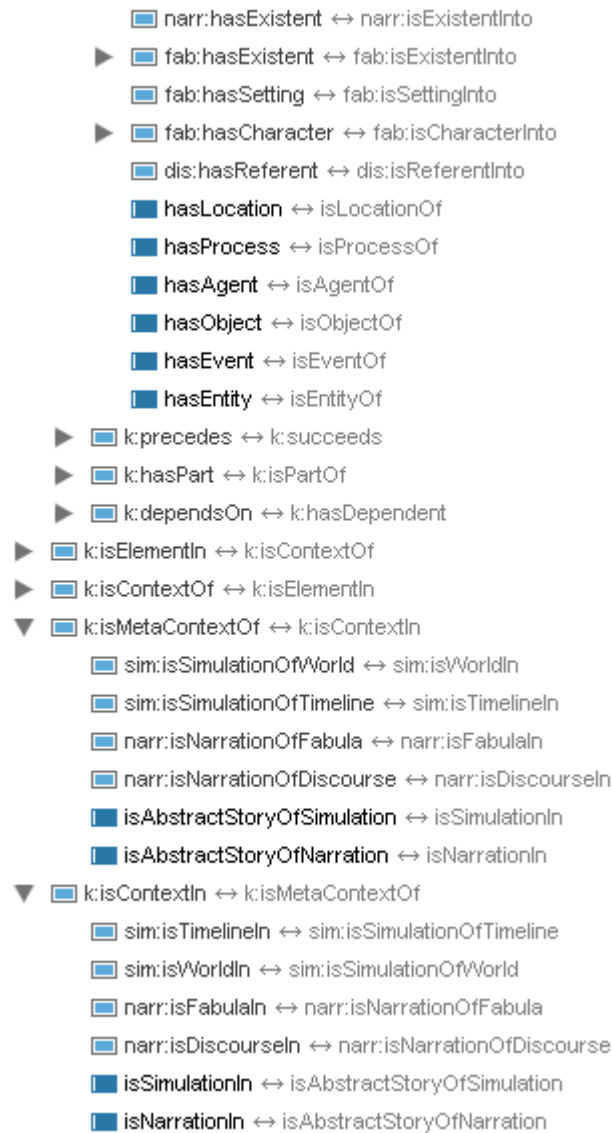 narr:hasExistent ↔ narr:isExistentInto
fab:hasExistent ↔ fab:isExistentInto
fab:hasSetting ↔ fab:isSettingInto
fab:hasCharacter ↔ fab:isCharacterInto
dis:hasReferent ↔ dis:isReferentInto
hasLocation ↔ isLocationOf
hasProcess ↔ isProcessOf
hasAgent ↔ isAgentOf
hasObject ↔ isObjectOf
hasEvent ↔ isEventOf
hasEntity ↔ isEntityOf
k:precedes ↔ k:succeeds
k:hasPart ↔ k:isPartOf
k:dependsOn ↔ k:hasDependent
k:isElementIn ↔ k:isContextOf
k:isContextOf ↔ k:isElementIn
k:isMetaContextOf ↔ k:isContextIn
sim:isSimulationOfWorld ↔ sim:isWorldIn
sim:isSimulationOfTimeline ↔ sim:isTimelineIn
narr:isNarrationOfFabula ↔ narr:isFabulaIn
narr:isNarrationOfDiscourse ↔ narr:isDiscourseIn
isAbstractStoryOfSimulation ↔ isSimulationIn
isAbstractStoryOfNarration ↔ isNarrationIn
k:isContextIn ↔ k:isMetaContextOf
sim:isTimelineIn ↔ sim:isSimulationOfTimeline
sim:isWorldIn ↔ sim:isSimulationOfWorld
narr:isFabulaIn ↔ narr:isNarrationOfFabula
narr:isDiscourseIn ↔ narr:isNarrationOfDiscourse
isSimulationIn ↔ isAbstractStoryOfSimulation
isNarrationIn ↔ isAbstractStoryOfNarration